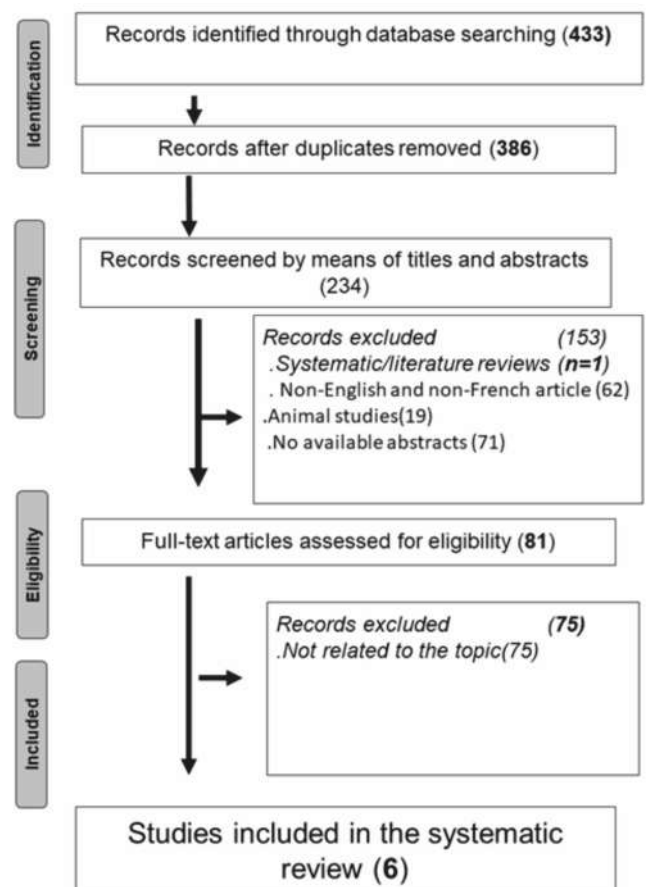 Identification
Records identified through database searching (433)
Records after duplicates removed (386)
Screening
Records screened by means of titles and abstracts
(234)
Records excluded (153)
.Systematic/literature reviews (n=1)
. Non-English and non-French article (62)
.Animal studies(19)
.No available abstracts (71)
Eligibility
Full-text articles assessed for eligibility (81)
Records excluded (75)
.Not related to the topic(75)
Included
Studies included in the systematic
review (6)